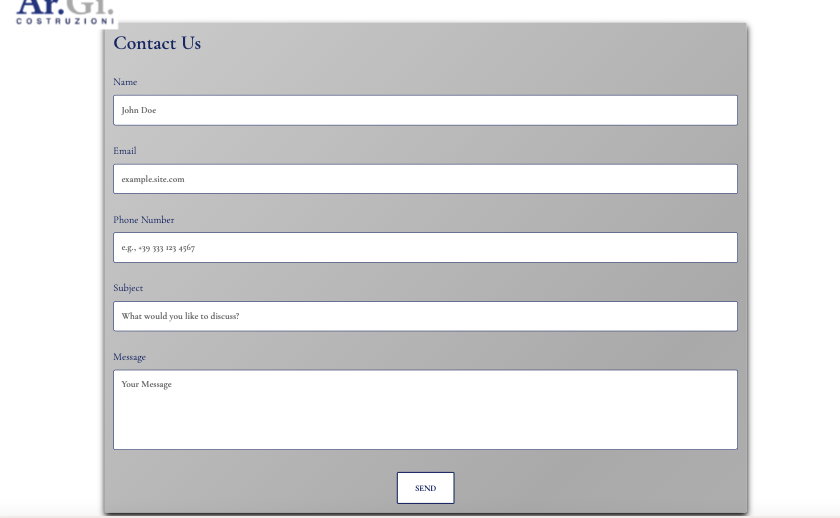 Ar.Gi.
COSTRUZIONI
Contact Us
Name
John Doe
Email
example.site.com
Phone Number
e.g., +39 333 123 4567
Subject
What would you like to discuss?
Message
Your Message
SEND